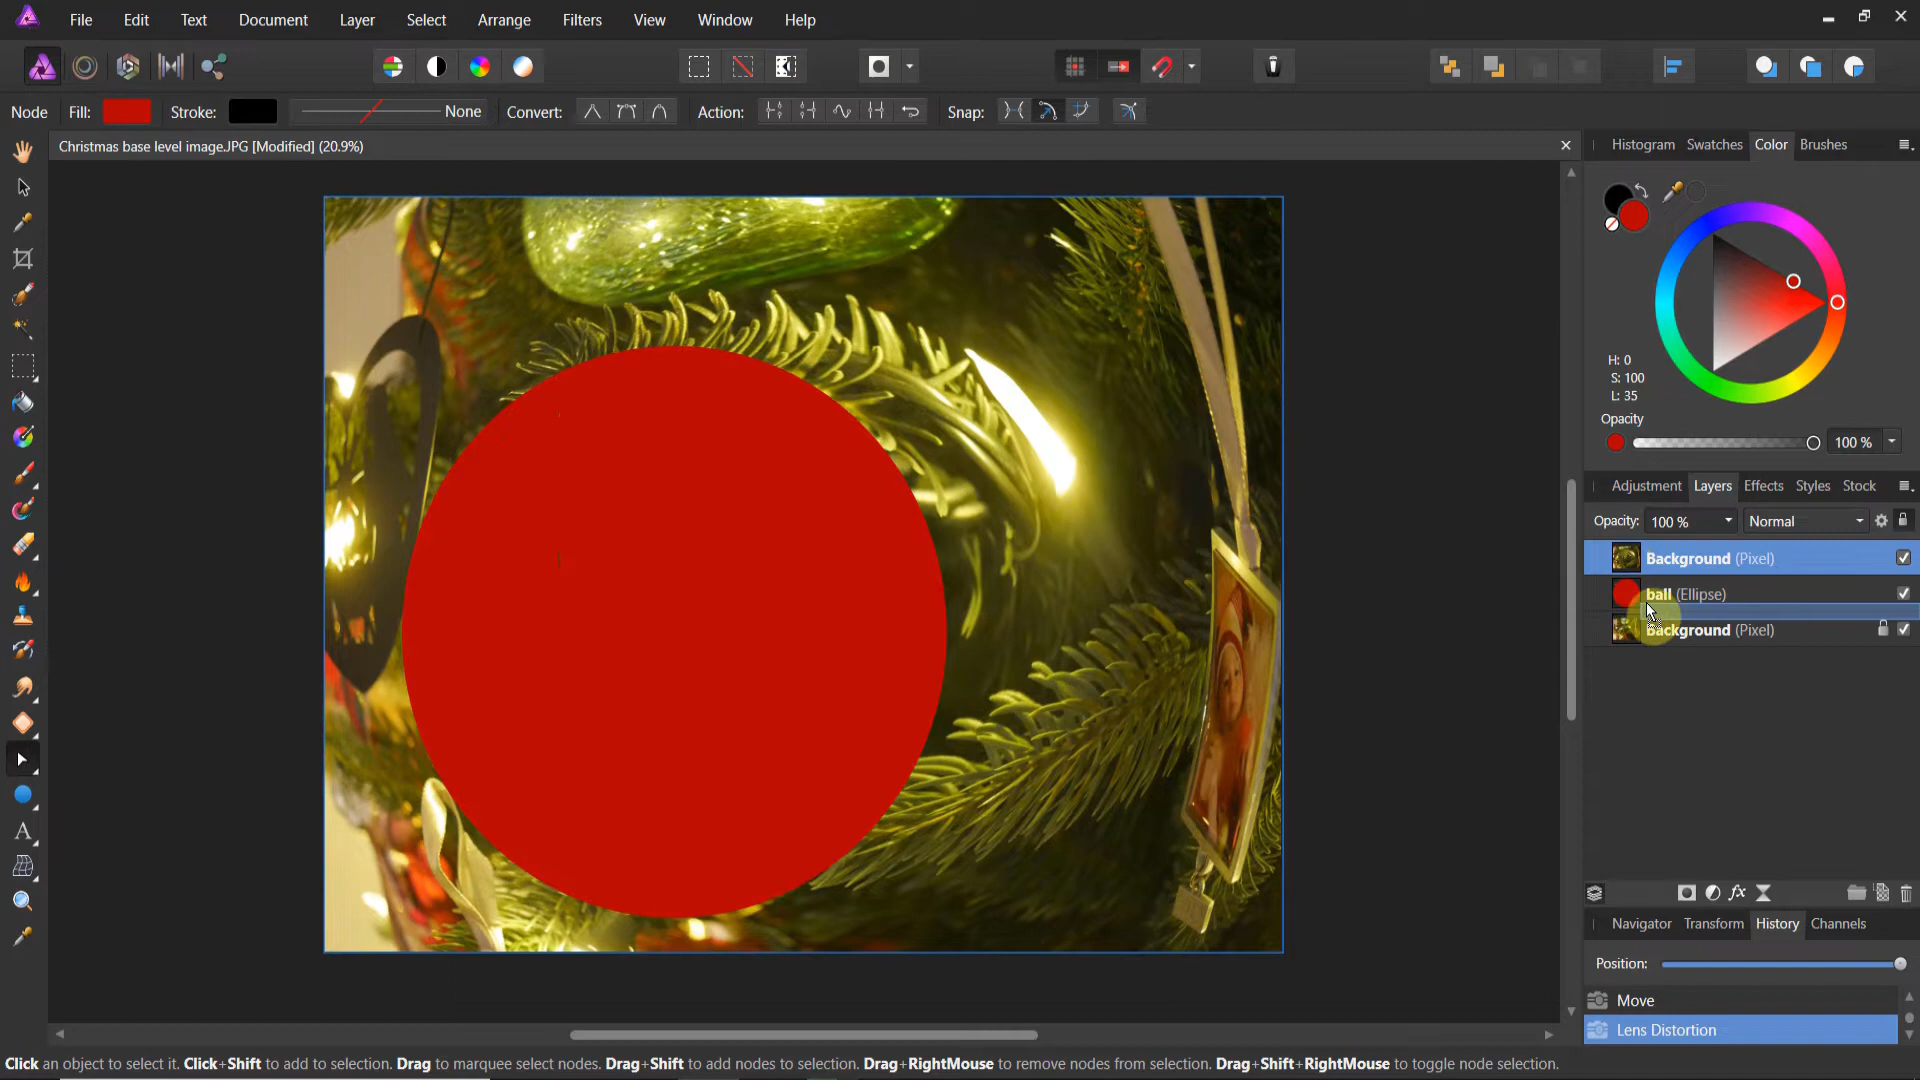 File Edit Text Document Layer Select Arrange Filters View Window Help
Node Fill: Stroke: None Convert: Action: Snap:
Christmas base level image.JPG [Modified] (20.9%)
Histogram Swatches Color Brushes
H: 0
S: 100
L: 35
Opacity
100 %
Adjustment Layers Effects Styles Stock
Opacity: 100 % Normal
Background (Pixel)
ball (Ellipse)
Background (Pixel)
Navigator Transform History Channels
Position:
Move
Lens Distortion
Click an object to select it. Click+Shift to add to selection. Drag to marquee select nodes. Drag+Shift to add nodes to selection. Drag+RightMouse to remove nodes from selection. Drag+Shift+RightMouse to toggle node selection.